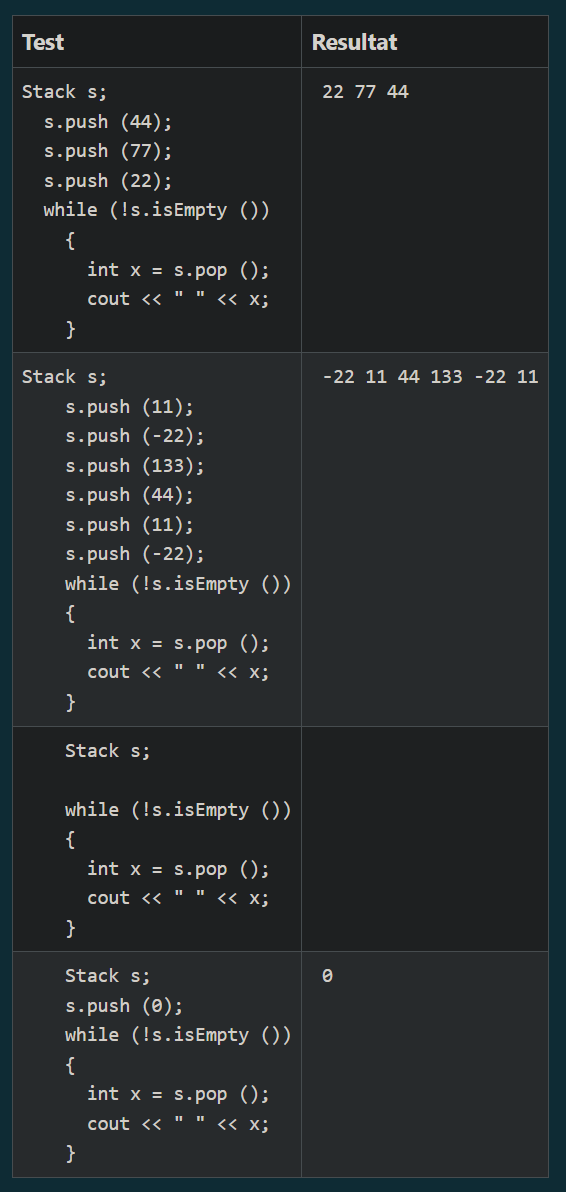 Test Resultat
Stack s; 22 77 44
s.push (44);
s.push (77);
s.push (22);
while (!s.isEmpty ())
{
int x = s.pop ();
cout << " " << x;
}
Stack s; -22 11 44 133 -22 11
s.push (11);
s.push (-22);
s.push (133);
s.push (44);
s.push (11);
s.push (-22);
while (!s.isEmpty ())
{
int x = s.pop ();
cout << " " << x;
}
Stack s;
while (!s.isEmpty ())
{
int x = s.pop ();
cout << " " << x;
}
Stack s; 0
s.push (0);
while (!s.isEmpty ())
{
int x = s.pop ();
cout << " " << x;
}